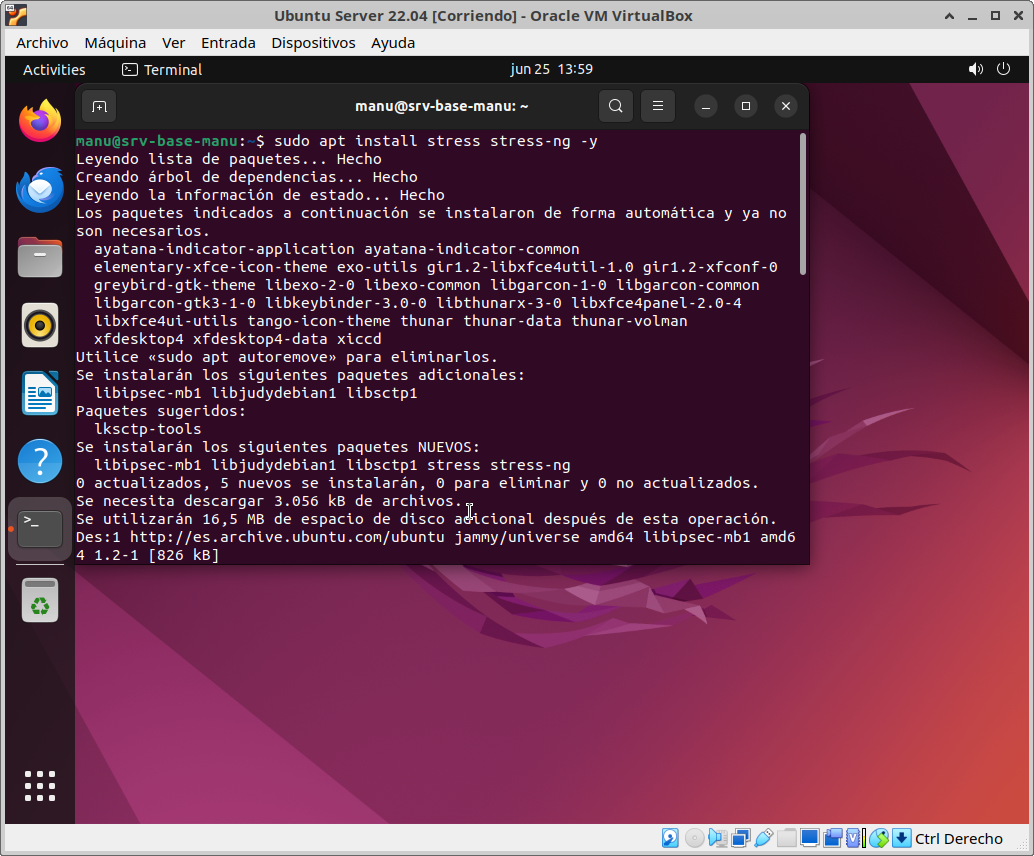 Ubuntu Server 22.04 [Corriendo] - Oracle VM VirtualBox
Archivo Máquina Ver Entrada Dispositivos Ayuda
Activities Terminal jun 25 13:59
manu@srv-base-manu: ~
manu@srv-base-manu:~$ sudo apt install stress stress-ng -y
Leyendo lista de paquetes... Hecho
Creando árbol de dependencias... Hecho
Leyendo la información de estado... Hecho
Los paquetes indicados a continuación se instalaron de forma automática y ya no
son necesarios.
ayatana-indicator-application ayatana-indicator-common
elementary-xfce-icon-theme exo-utils gir1.2-libxfce4util-1.0 gir1.2-xfconf-0
greybird-gtk-theme libexo-2-0 libexo-common libgarcon-1-0 libgarcon-common
libgarcon-gtk3-1-0 libkeybinder-3.0-0 libthunarx-3-0 libxfce4panel-2.0-4
libxfce4ui-utils tango-icon-theme thunar thunar-data thunar-volman
xfdesktop4 xfdesktop4-data xiccd
Utilice «sudo apt autoremove» para eliminarlos.
Se instalarán los siguientes paquetes adicionales:
libipsec-mb1 libjudydebian1 libsctp1
Paquetes sugeridos:
lksctp-tools
Se instalarán los siguientes paquetes NUEVOS:
libipsec-mb1 libjudydebian1 libsctp1 stress stress-ng
0 actualizados, 5 nuevos se instalarán, 0 para eliminar y 0 no actualizados.
Se necesita descargar 3.056 kB de archivos.
Se utilizarán 16,5 MB de espacio de disco adicional después de esta operación.
Des:1 http://es.archive.ubuntu.com/ubuntu jammy/universe amd64 libipsec-mb1 amd6
4 1.2-1 [826 kB]
Ctrl Derecho